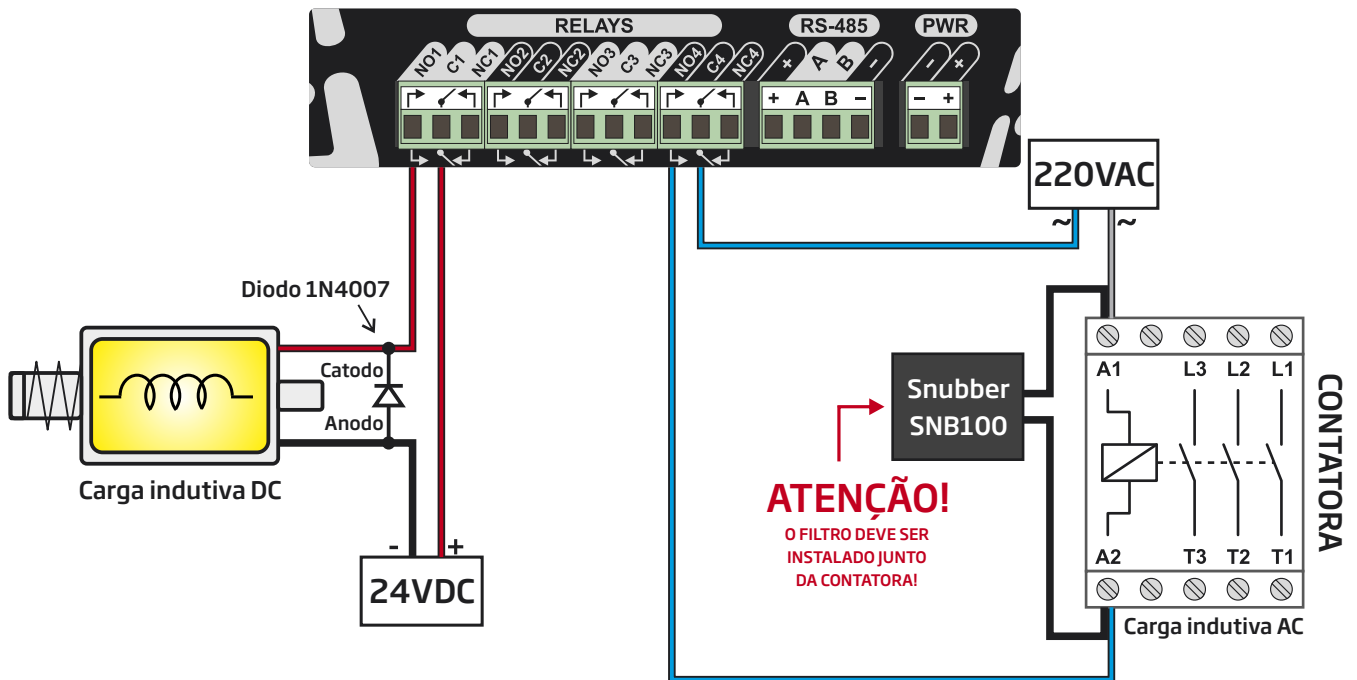 RELAYS
RS-485
PWR
NO1 C1 NC1 NO2 C2 NC2 NO3 C3 NC3 NO4 C4 NC4
+ A B -
- +
+ A B -
- +
220VAC
~ ~
Diodo 1N4007
Catodo
Anodo
Carga indutiva DC
- +
24VDC
Snubber
SNB100
ATENÇÃO!
O FILTRO DEVE SER
INSTALADO JUNTO
DA CONTATORA!
A1 L3 L2 L1
A2 T3 T2 T1
CONTATORA
Carga indutiva AC